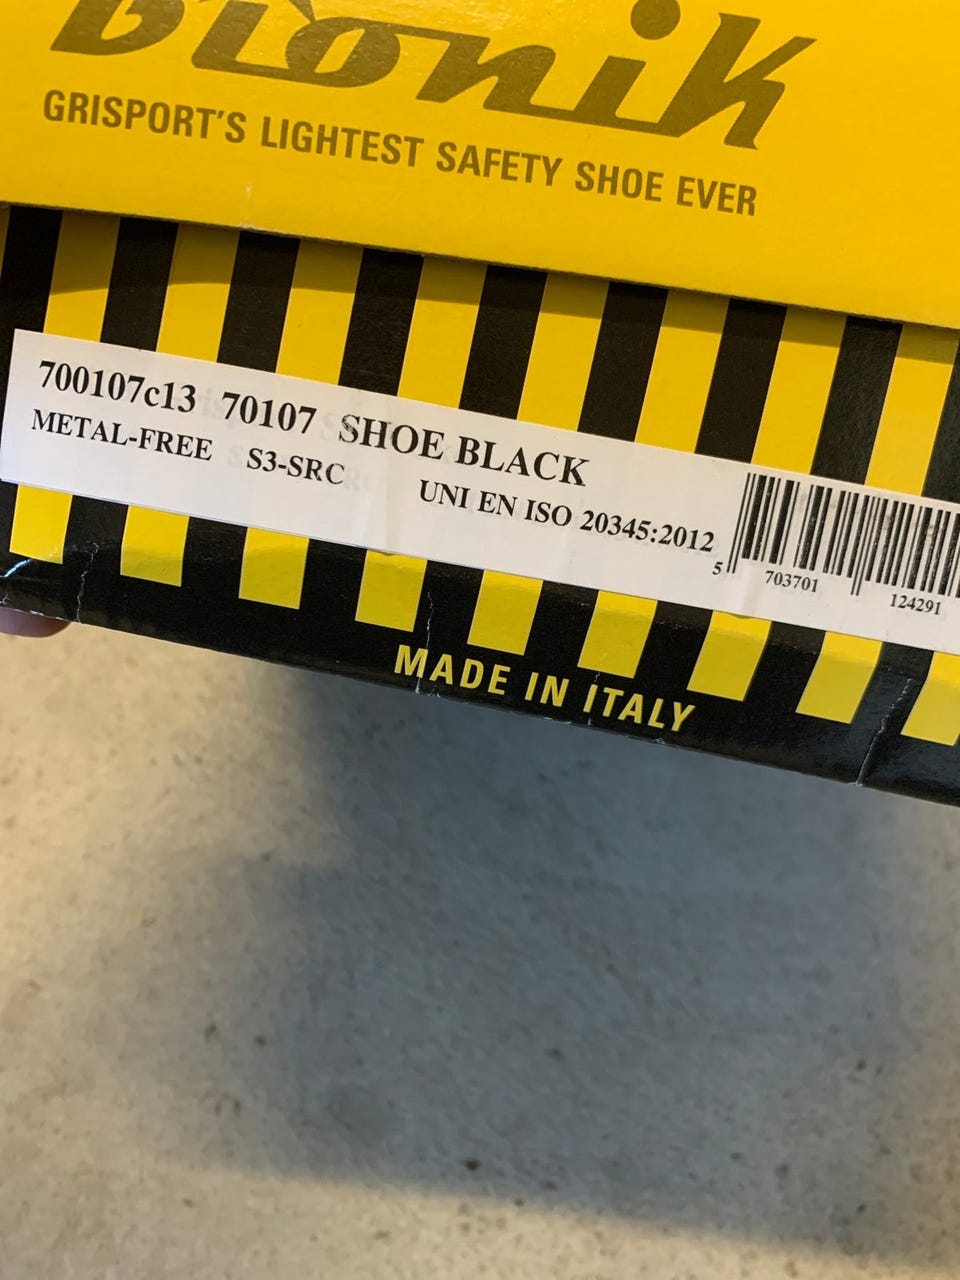 bionik
GRISPORT'S LIGHTEST SAFETY SHOE EVER
700107c13 70107 SHOE BLACK
METAL-FREE S3-SRC UNI EN ISO 20345:2012
5 703701 124291
MADE IN ITALY